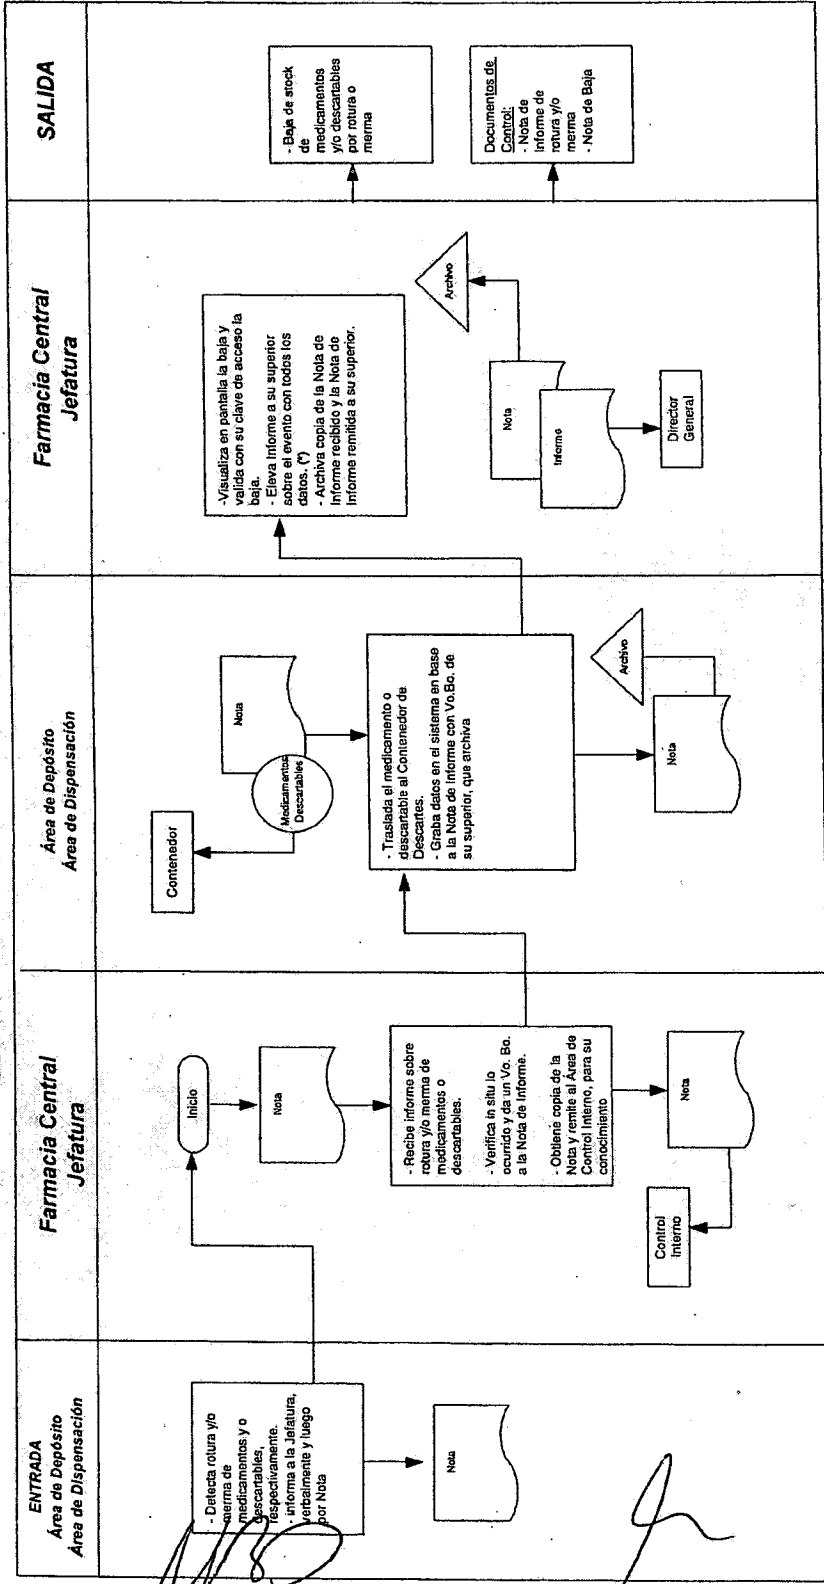 ENTRADA
Área de Depósito
Área de Dispensación
Farmacia Central
Jefatura
Área de Depósito
Área de Dispensación
Farmacia Central
Jefatura
SALIDA
- Detecta rotura y/o
merma de
medicamentos y o
descartables,
respectivamente.
- informa a la Jefatura,
verbalmente y luego
por Nota
Nota
Inicio
Nota
- Recibe informe sobre
rotura y/o merma de
medicamentos o
descartables.
- Verifica in situ lo
ocurrido y da un Vo. Bo.
a la Nota de Informe.
- Obtiene copia de la
Nota y remite al Área de
Control Interno, para su
conocimiento
Nota
Control
Interno
Contenedor
Nota
Medicamentos
Descartables
- Traslada el medicamento o
descartable al Contenedor de
Descartes.
- Graba datos en el sistema en base
a la Nota de Informe con Vo.Bo. de
su superior, que archiva
Nota
Archivo
-Visualiza en pantalla la baja y
valida con su clave de acceso la
baja.
- Eleva Informe a su superior
sobre el evento con todos los
datos. (*)
- Archiva copia de la Nota de
Informe recibido y la Nota de
Informe remitida a su superior.
Archivo
Nota
Informe
Director
General
- Baja de stock
de
medicamentos
y/o descartables
por rotura o
merma
Documentos de
Control:
- Nota de
Informe de
rotura y/o
merma
- Nota de Baja